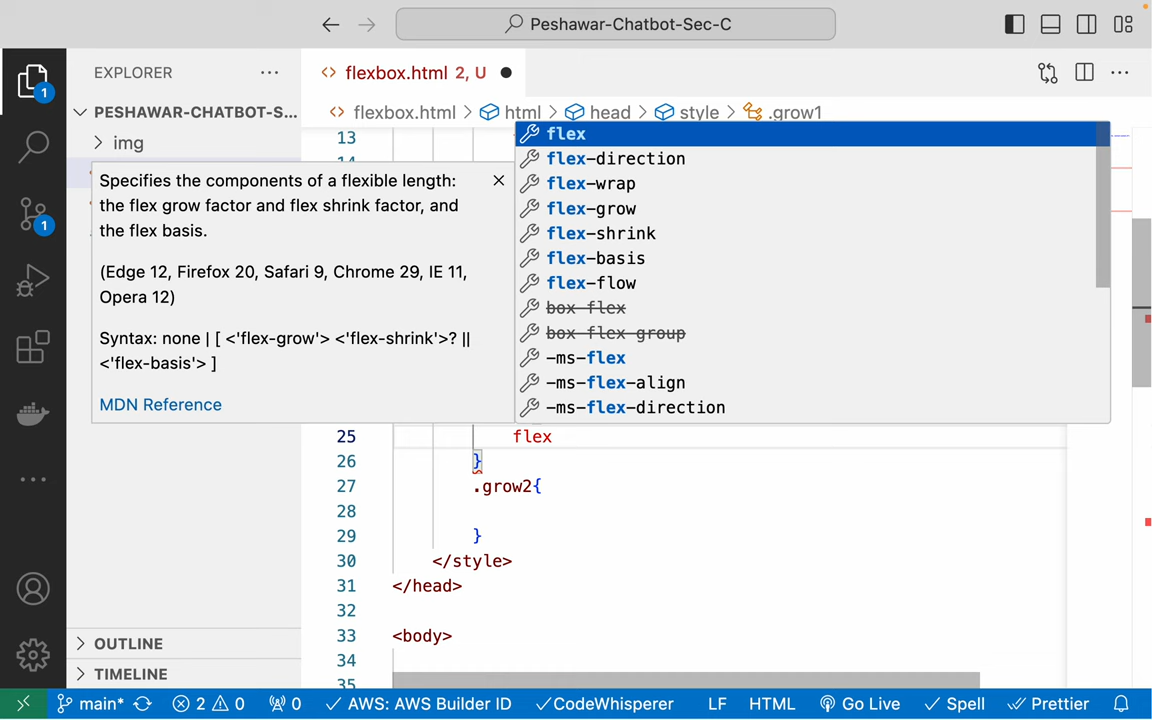 Peshawar-Chatbot-Sec-C
EXPLORER
flexbox.html 2, U
PESHAWAR-CHATBOT-S...
flexbox.html > html > head > style > .grow1
img
13
flex
flex-direction
flex-wrap
flex-grow
flex-shrink
flex-basis
flex-flow
box-flex
box-flex-group
-ms-flex
-ms-flex-align
-ms-flex-direction
Specifies the components of a flexible length:
the flex grow factor and flex shrink factor, and
the flex basis.
(Edge 12, Firefox 20, Safari 9, Chrome 29, IE 11,
Opera 12)
Syntax: none | [ <'flex-grow'> <'flex-shrink'>? ||
<'flex-basis'> ]
MDN Reference
1
1
25 flex
26 }
27 .grow2{
28
29 }
30 </style>
31 </head>
32
33 <body>
34
35
OUTLINE
TIMELINE
main* 2 0 0 AWS: AWS Builder ID CodeWhisperer LF HTML Go Live Spell Prettier